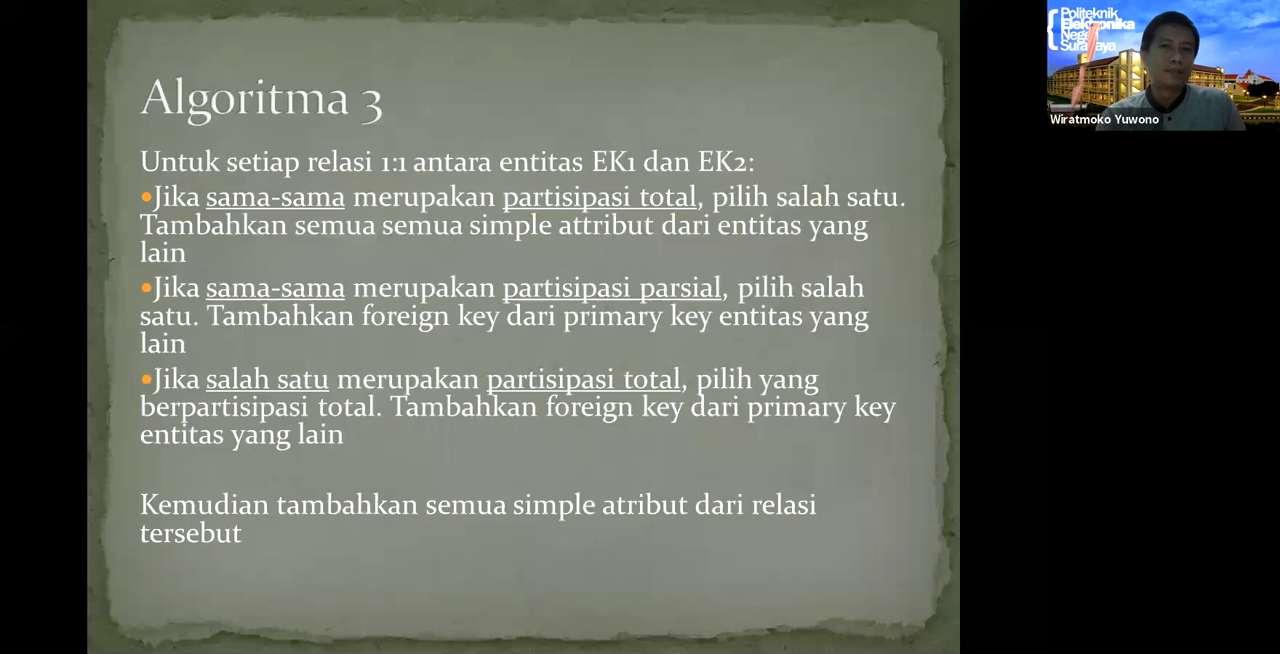 Algoritma 3
Untuk setiap relasi 1:1 antara entitas EK1 dan EK2:
•Jika sama-sama merupakan partisipasi total, pilih salah satu.
Tambahkan semua semua simple attribut dari entitas yang
lain
•Jika sama-sama merupakan partisipasi parsial, pilih salah
satu. Tambahkan foreign key dari primary key entitas yang
lain
•Jika salah satu merupakan partisipasi total, pilih yang
berpartisipasi total. Tambahkan foreign key dari primary key
entitas yang lain
Kemudian tambahkan semua simple atribut dari relasi
tersebut
Politeknik
Elektronika
Negeri
Surabaya
Wiratmoko Yuwono